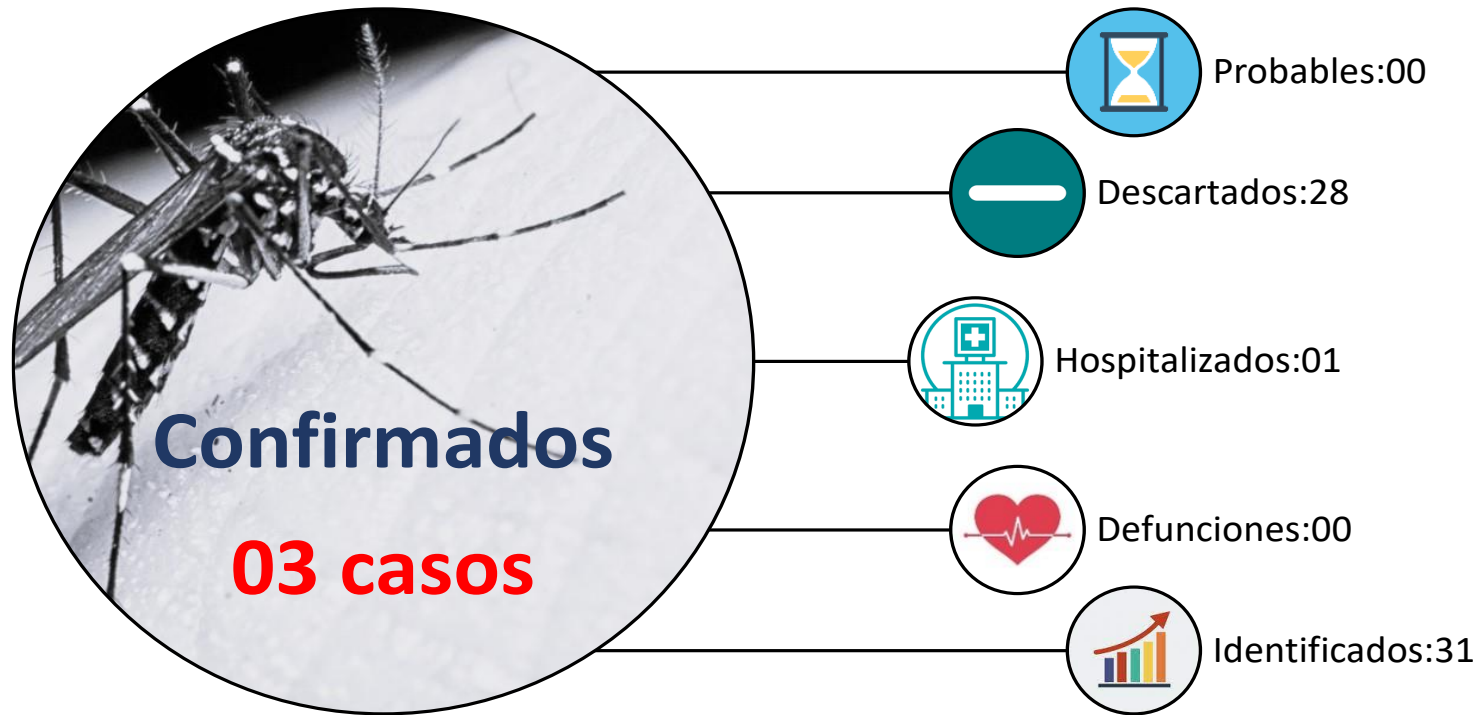 Probables:00
Descartados:28
Hospitalizados:01
Confirmados
03 casos
Defunciones:00
Identificados:31